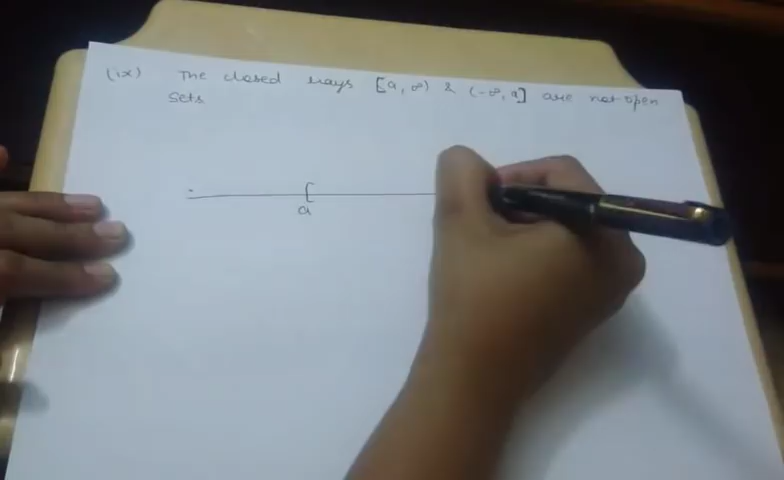 (ix) The closed rays [a, ∞) & (-∞, a] are not open
sets
[
a